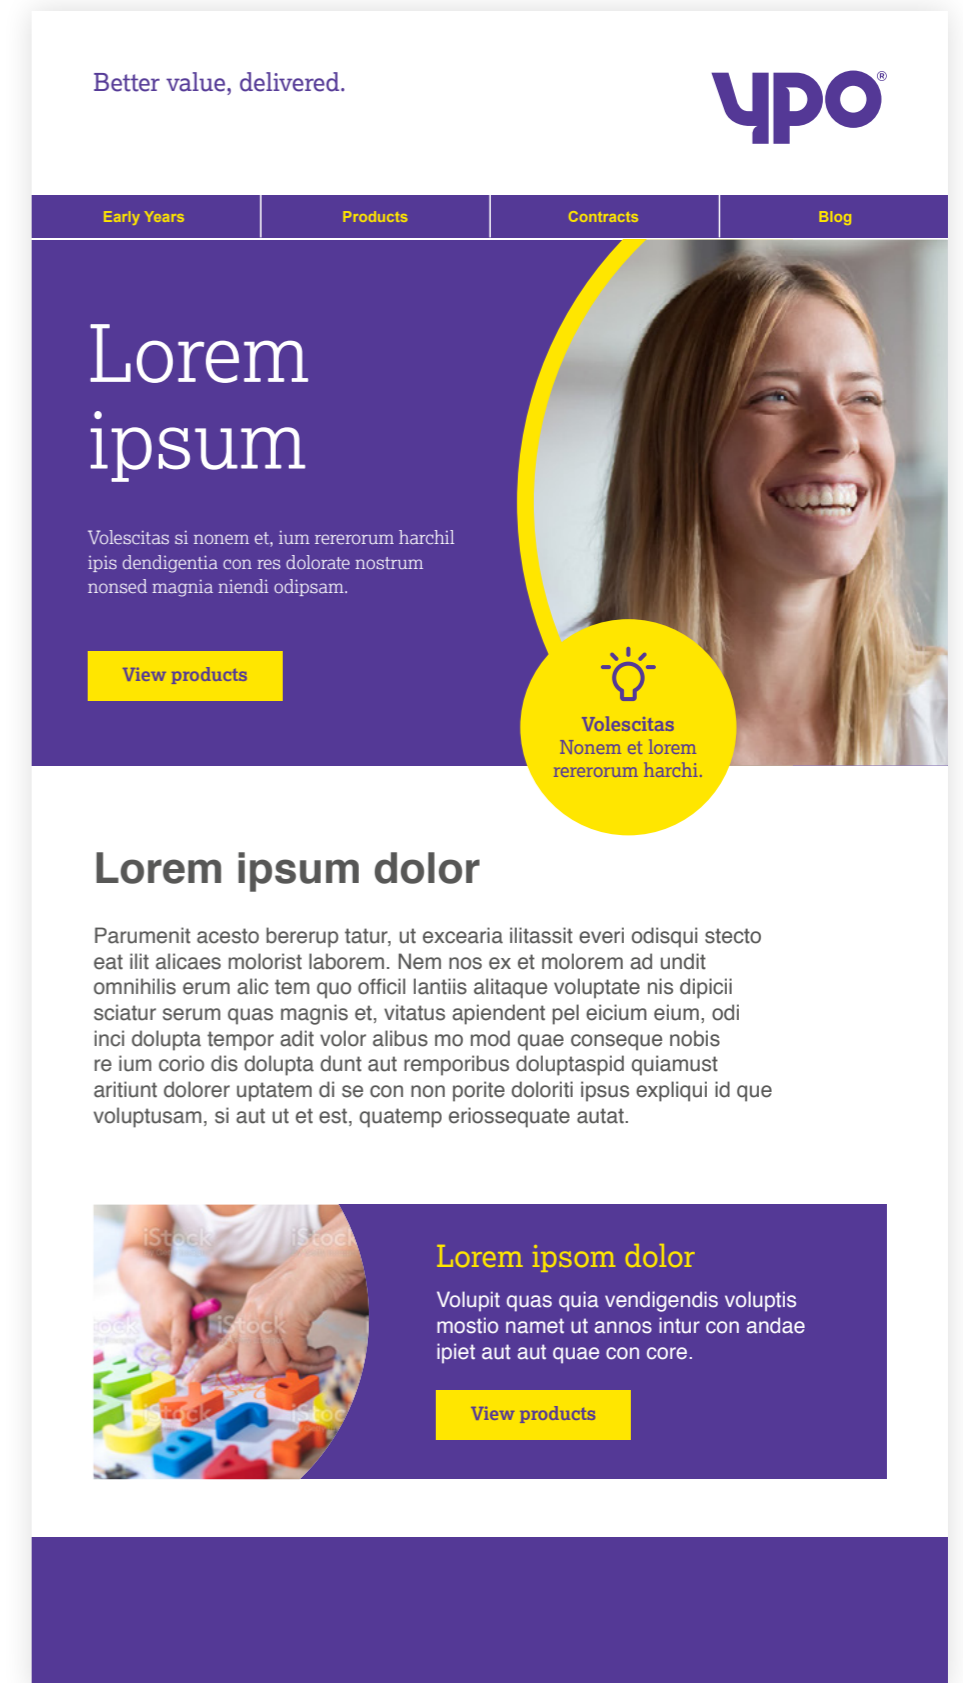 Better value, delivered.
ypo®
Early Years
Products
Contracts
Blog
Lorem
ipsum
Volescitas si nonem et, ium rererorum harchil
ipis dendigentia con res dolorate nostrum
nonsed magnia niendi odipsam.
View products
Volescitas
Nonem et lorem
rererorum harchi.
Lorem ipsum dolor
Parumenit acesto bererup tatur, ut excearia ilitassit everi odisqui stecto
eat ilit alicaes molorist laborem. Nem nos ex et molorem ad undit
omnihilis erum alic tem quo officil lantiis alitaque voluptate nis dipicii
sciatur serum quas magnis et, vitatus apiendent pel eicium eium, odi
inci dolupta tempor adit volor alibus mo mod quae conseque nobis
re ium corio dis dolupta dunt aut remporibus doluptaspid quiamust
aritiunt dolorer uptatem di se con non porite doloriti ipsus expliqui id que
voluptusam, si aut ut et est, quatemp eriossequate autat.
iStock
iStock
iStock
iStock
iStock
Lorem ipsom dolor
Volupit quas quia vendigendis voluptis
mostio namet ut annos intur con andae
ipiet aut aut quae con core.
View products